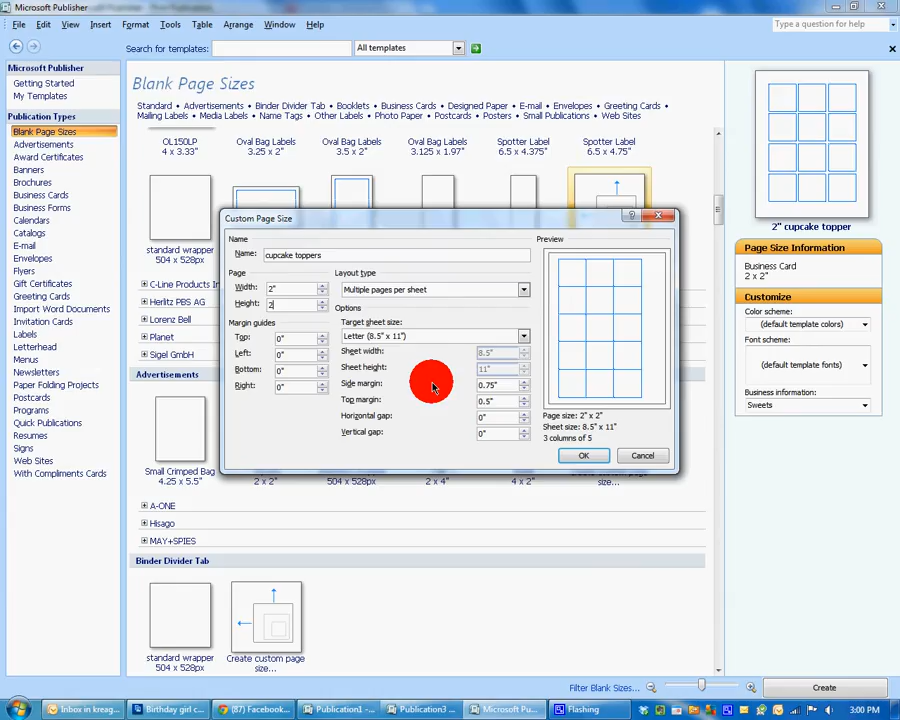 Microsoft Publisher
File Edit View Insert Format Tools Table Arrange Window Help
Type a question for help
Search for templates:
All templates
Microsoft Publisher
Getting Started
My Templates
Publication Types
Blank Page Sizes
Advertisements
Award Certificates
Banners
Brochures
Business Cards
Business Forms
Calendars
Catalogs
E-mail
Envelopes
Flyers
Gift Certificates
Greeting Cards
Import Word Documents
Invitation Cards
Labels
Letterhead
Menus
Newsletters
Paper Folding Projects
Postcards
Programs
Quick Publications
Resumes
Signs
Web Sites
With Compliments Cards
Blank Page Sizes
Standard • Advertisements • Binder Divider Tab • Booklets • Business Cards • Designed Paper • E-mail • Envelopes • Greeting Cards •
Mailing Labels • Media Labels • Name Tags • Other Labels • Photo Paper • Postcards • Posters • Small Publications • Web Sites
OL150LP
4 x 3.33"
Oval Bag Labels
3.25 x 2"
Oval Bag Labels
3.5 x 2"
Oval Bag Labels
3.125 x 1.97"
Spotter Label
6.5 x 4.375"
Spotter Label
6.5 x 4.75"
standard wrapper
504 x 528px
C-Line Products In
Herlitz PBS AG
Lorenz Bell
Planet
Sigel GmbH
Advertisements
Small Crimped Bag
4.25 x 5.5"
2 x 2"
504 x 528px
2 x 4"
4 x 2"
size...
A-ONE
Hisago
MAY+SPIES
Binder Divider Tab
standard wrapper
504 x 528px
Create custom page
size...
Custom Page Size
Name
Name: cupcake toppers
Page
Width: 2"
Height: 2
Margin guides
Top: 0"
Left: 0"
Bottom: 0"
Right: 0"
Layout type
Multiple pages per sheet
Options
Target sheet size:
Letter (8.5" x 11")
Sheet width: 8.5"
Sheet height: 11"
Side margin: 0.75"
Top margin: 0.5"
Horizontal gap: 0"
Vertical gap: 0"
Preview
Page size: 2" x 2"
Sheet size: 8.5" x 11"
3 columns of 5
OK
Cancel
2" cupcake topper
Page Size Information
Business Card
2 x 2"
Customize
Color scheme:
(default template colors)
Font scheme:
(default template fonts)
Business information:
Sweets
Filter Blank Sizes...
Create
Inbox in kreag...
Birthday girl c...
(87) Facebook...
Publication1 -...
Publication3 ...
Microsoft Pu...
Flashing
3:00 PM